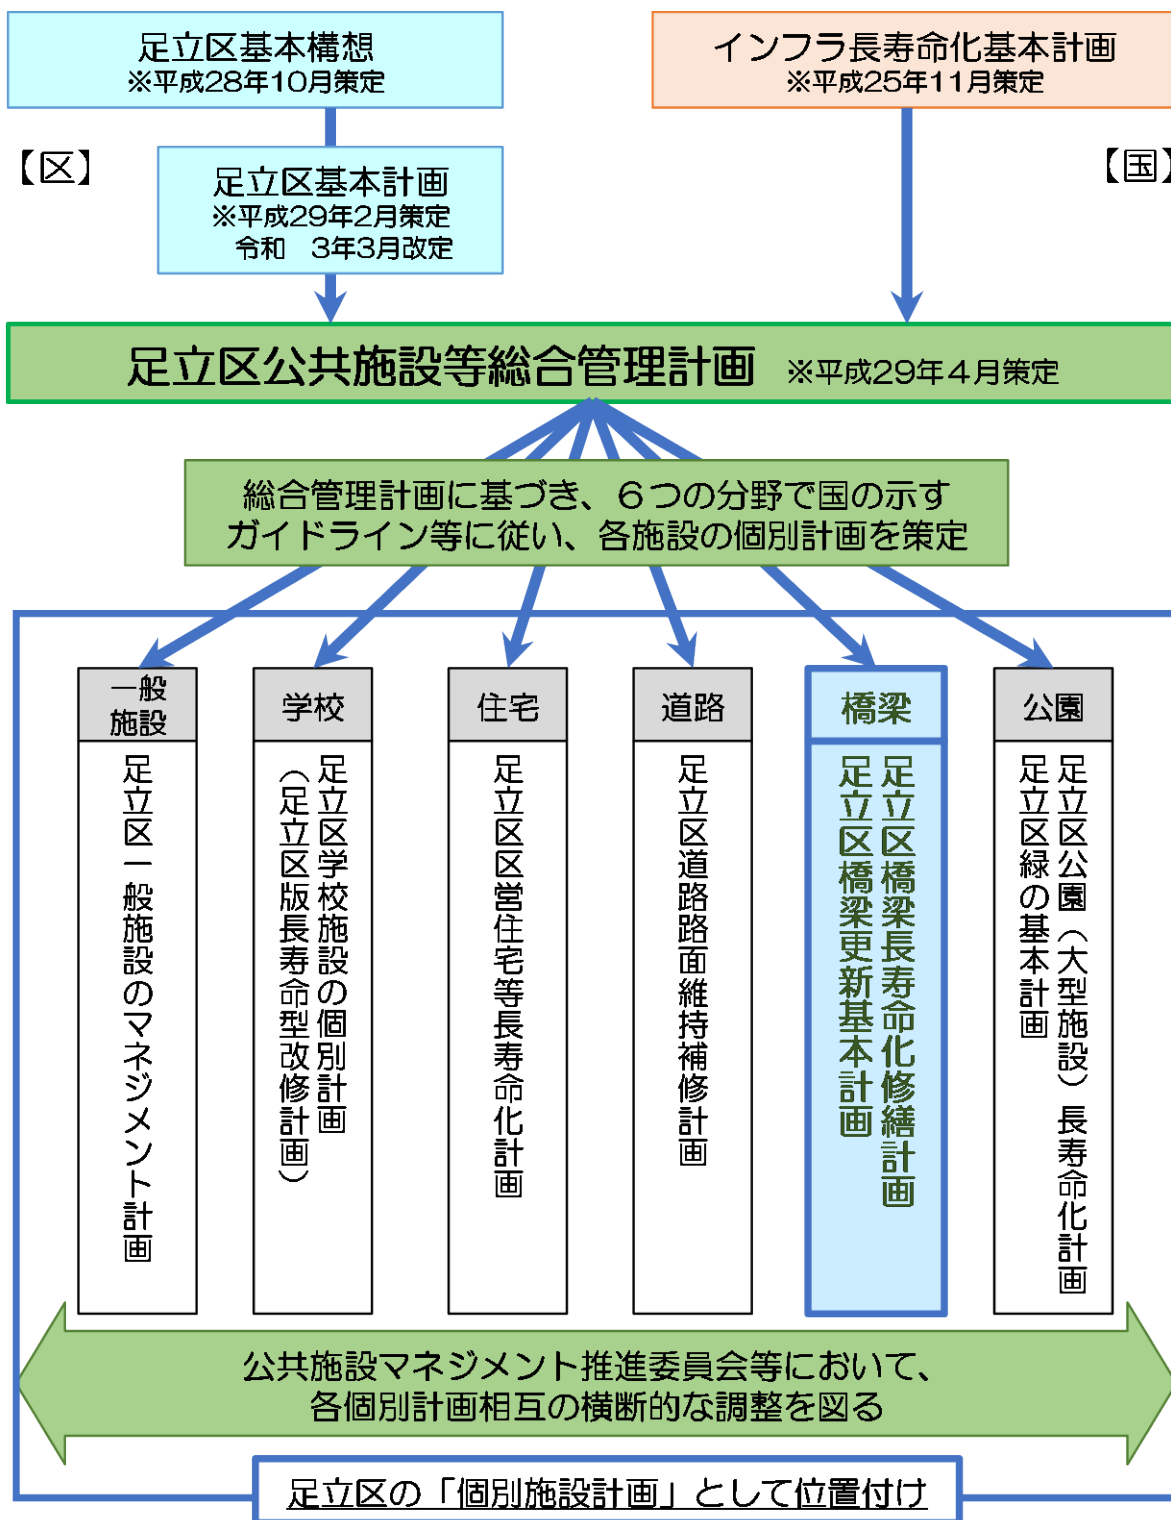 足立区基本構想
※平成28年10月策定
インフラ長寿命化基本計画
※平成25年11月策定
【区】
【国】
足立区基本計画
※平成29年2月策定
令和　3年3月改定
足立区公共施設等総合管理計画　※平成29年４月策定
総合管理計画に基づき、６つの分野で国の示す
ガイドライン等に従い、各施設の個別計画を策定
一般
施設
足立区一般施設のマネジメント計画
学校
足立区学校施設の個別計画
（足立区版長寿命型改修計画）
住宅
足立区区営住宅等長寿命化計画
道路
足立区道路路面維持補修計画
橋梁
足立区橋梁長寿命化修繕計画
足立区橋梁更新基本計画
公園
足立区公園（大型施設）長寿命化計画
足立区緑の基本計画
公共施設マネジメント推進委員会等において、
各個別計画相互の横断的な調整を図る
足立区の「個別施設計画」として位置付け